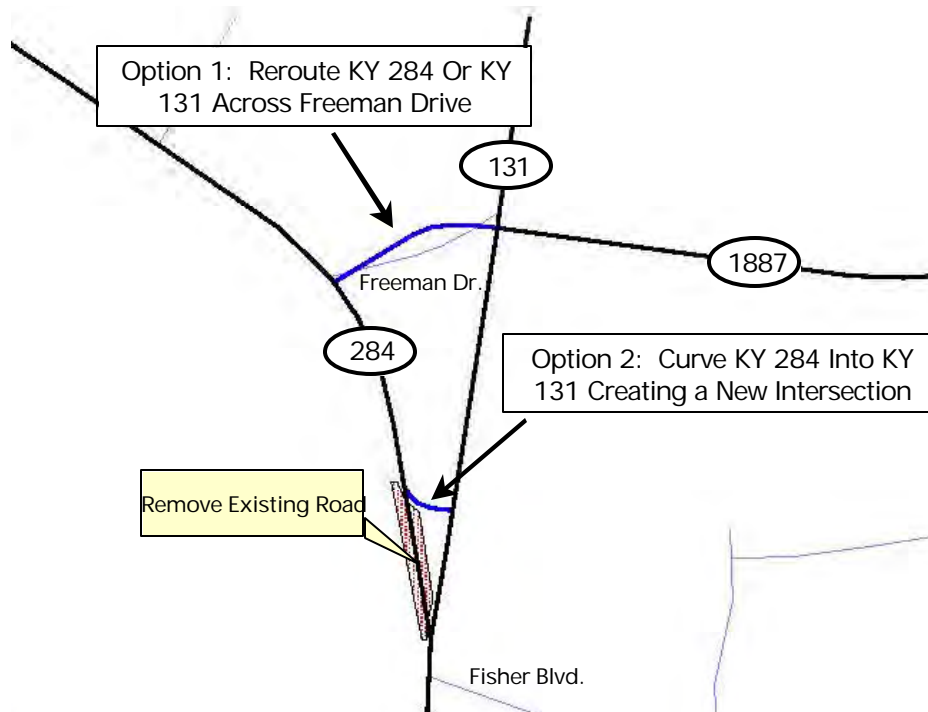 Option 1: Reroute KY 284 Or KY
131 Across Freeman Drive
131
1887
Freeman Dr.
284
Option 2: Curve KY 284 Into KY
131 Creating a New Intersection
Remove Existing Road
Fisher Blvd.